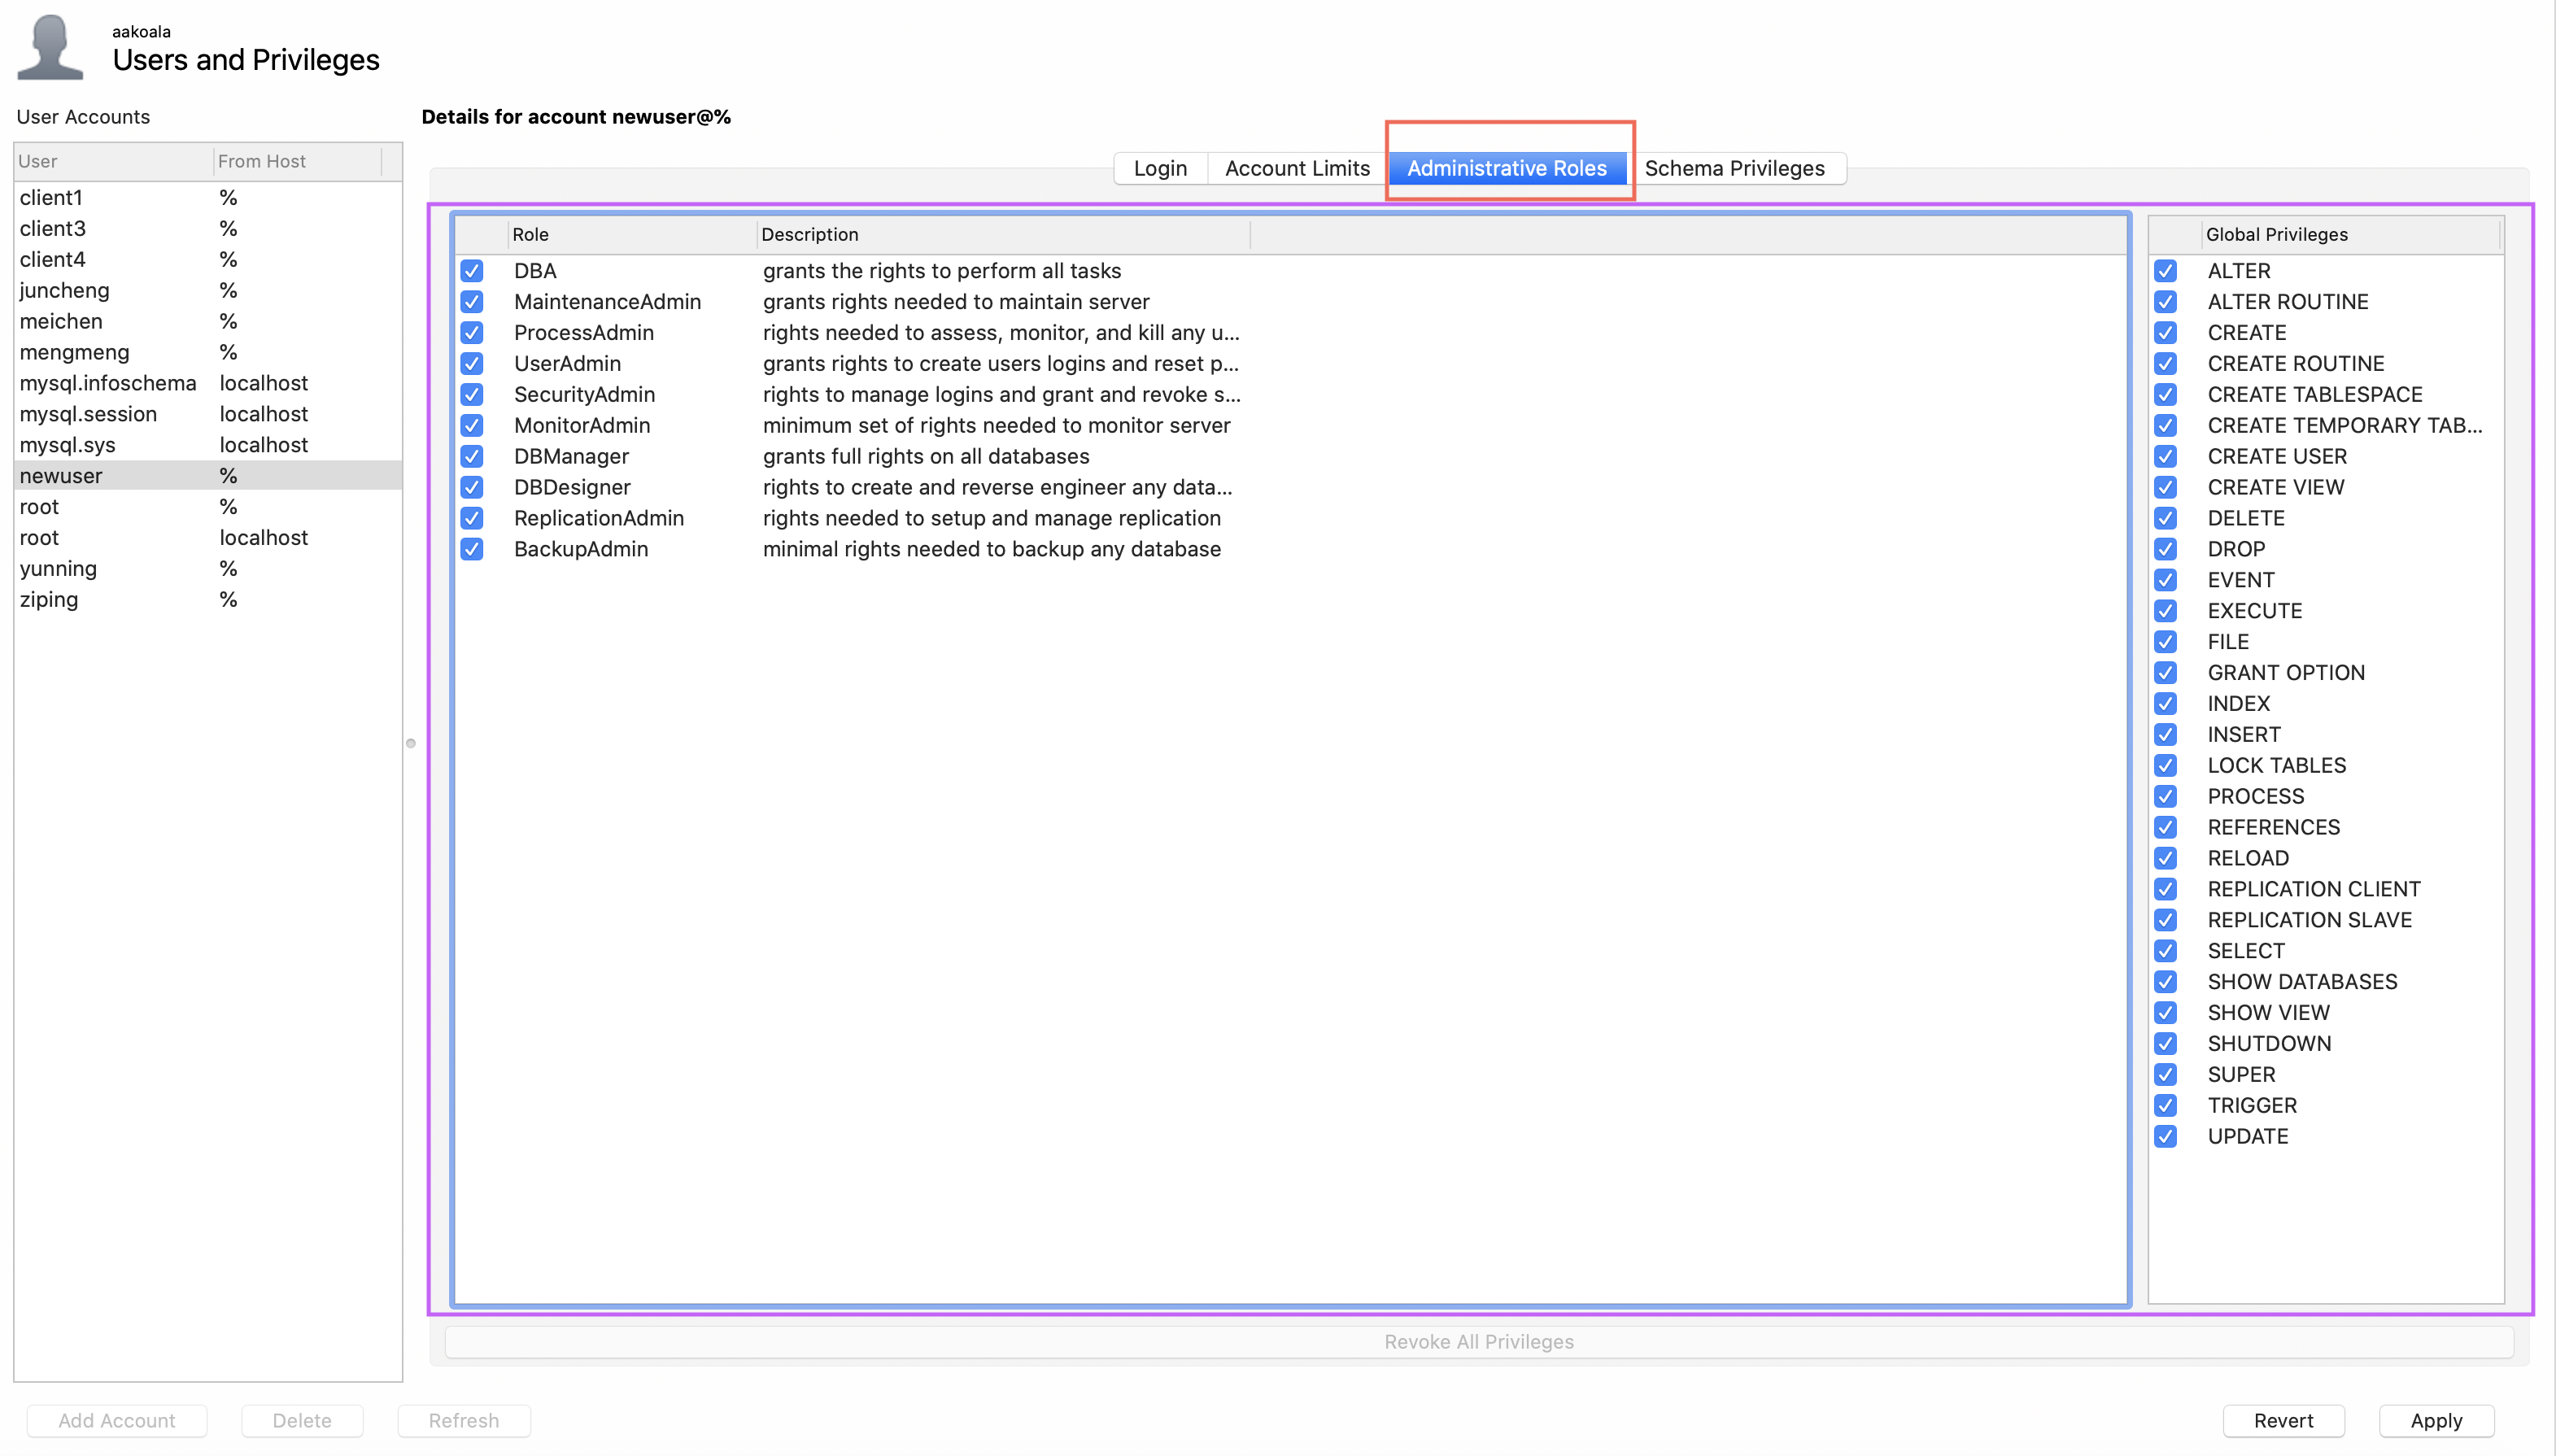 aakoala
Users and Privileges
User Accounts
Details for account newuser@%
User From Host
client1 %
client3 %
client4 %
juncheng %
meichen %
mengmeng %
mysql.infoschema localhost
mysql.session localhost
mysql.sys localhost
newuser %
root %
root localhost
yunning %
ziping %
Login Account Limits Administrative Roles Schema Privileges
Role Description
DBA grants the rights to perform all tasks
MaintenanceAdmin grants rights needed to maintain server
ProcessAdmin rights needed to assess, monitor, and kill any u...
UserAdmin grants rights to create users logins and reset p...
SecurityAdmin rights to manage logins and grant and revoke s...
MonitorAdmin minimum set of rights needed to monitor server
DBManager grants full rights on all databases
DBDesigner rights to create and reverse engineer any data...
ReplicationAdmin rights needed to setup and manage replication
BackupAdmin minimal rights needed to backup any database
Global Privileges
ALTER
ALTER ROUTINE
CREATE
CREATE ROUTINE
CREATE TABLESPACE
CREATE TEMPORARY TAB...
CREATE USER
CREATE VIEW
DELETE
DROP
EVENT
EXECUTE
FILE
GRANT OPTION
INDEX
INSERT
LOCK TABLES
PROCESS
REFERENCES
RELOAD
REPLICATION CLIENT
REPLICATION SLAVE
SELECT
SHOW DATABASES
SHOW VIEW
SHUTDOWN
SUPER
TRIGGER
UPDATE
Revoke All Privileges
Add Account Delete Refresh Revert Apply